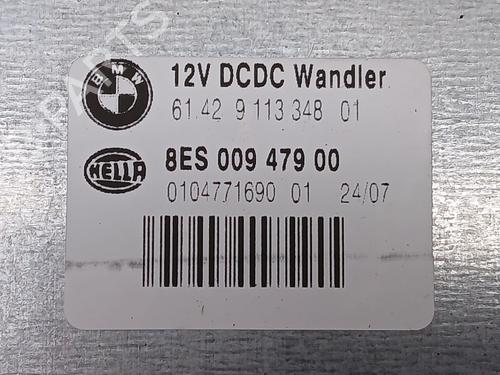 BMW
12V DCDC Wandler
61.42 9 113 348 01
HELLA
8ES 009 479 00
0104771690 01 24/07